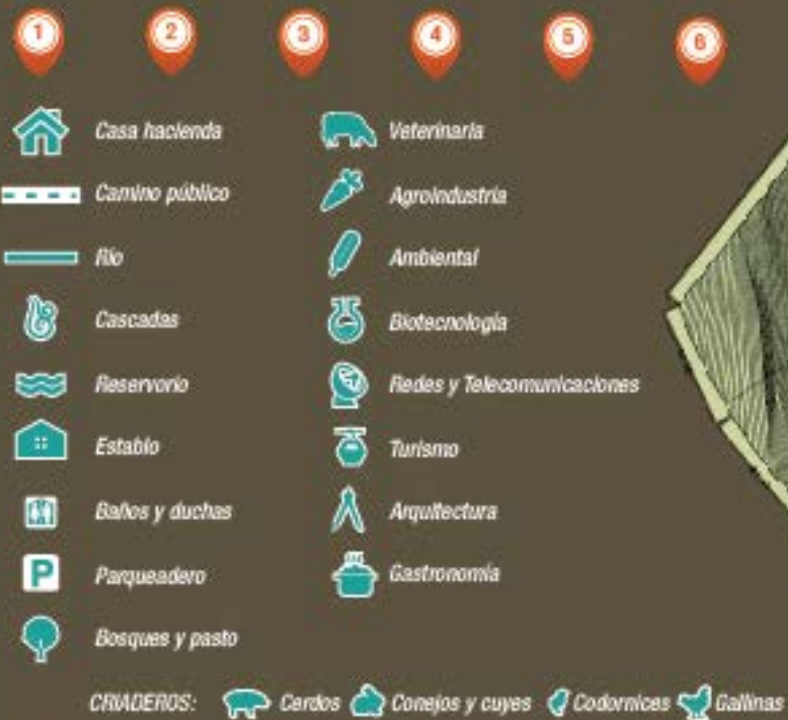 1 2 3 4 5 6
Casa hacienda
Camino público
Río
Cascadas
Reservorio
Establo
Baños y duchas
P Parqueadero
Bosques y pasto
Veterinaria
Agroindustria
Ambiental
Biotecnología
Redes y Telecomunicaciones
Turismo
Arquitectura
Gastronomía
CRIADEROS: Cerdos Conejos y cuyes Codornices Gallinas